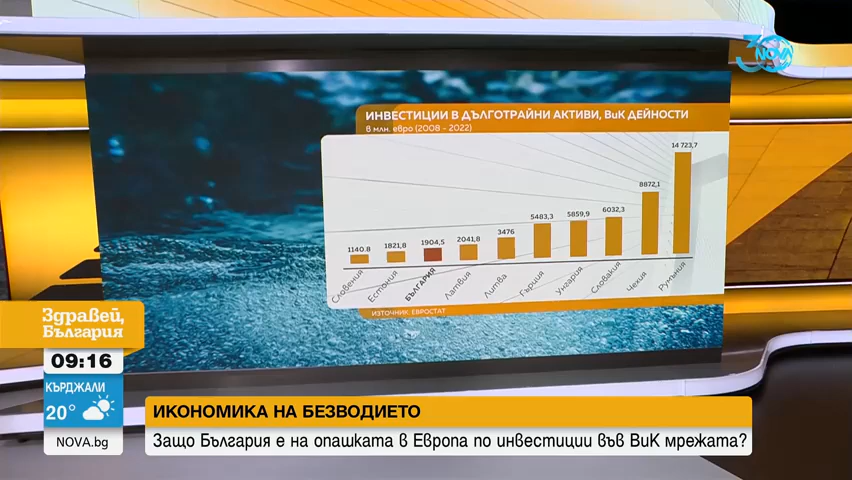 30 NOVA
ИНВЕСТИЦИИ В ДЪЛГОТРАЙНИ АКТИВИ, ВиК ДЕЙНОСТИ
в млн. евро (2008 - 2022)
1140.8
1821,8
1904,5
2041,8
3476
5483,3
5859,9
6032,3
8872,1
14 723,7
Словения
Естония
БЪЛГАРИЯ
Латвия
Литва
Гърция
Унгария
Словакия
Чехия
Румъния
ИЗТОЧНИК: ЕВРОСТАТ
Здравей,
България
09:16
КЪРДЖАЛИ
20°
NOVA.bg
ИКОНОМИКА НА БЕЗВОДИЕТО
Защо България е на опашката в Европа по инвестиции във ВиК мрежата?